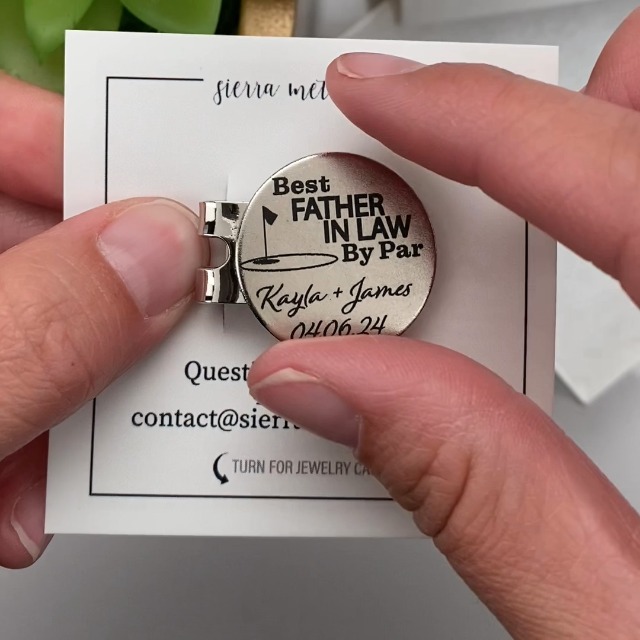 sierra met
Best
FATHER
IN LAW
By Par
Kayla + James
04.06.24
Quest
contact@sierr
TURN FOR JEWELRY CA